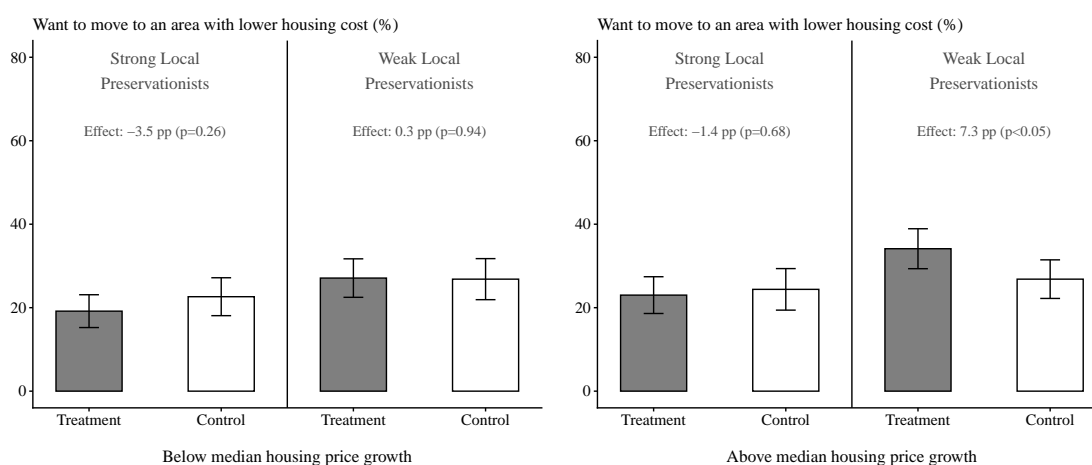 Want to move to an area with lower housing cost (%)
80
60
40
20
0
Strong Local
Preservationists
Effect: −3.5 pp (p=0.26)
Weak Local
Preservationists
Effect: 0.3 pp (p=0.94)
Treatment
Control
Treatment
Control
Below median housing price growth
Want to move to an area with lower housing cost (%)
80
60
40
20
0
Strong Local
Preservationists
Effect: −1.4 pp (p=0.68)
Weak Local
Preservationists
Effect: 7.3 pp (p<0.05)
Treatment
Control
Treatment
Control
Above median housing price growth